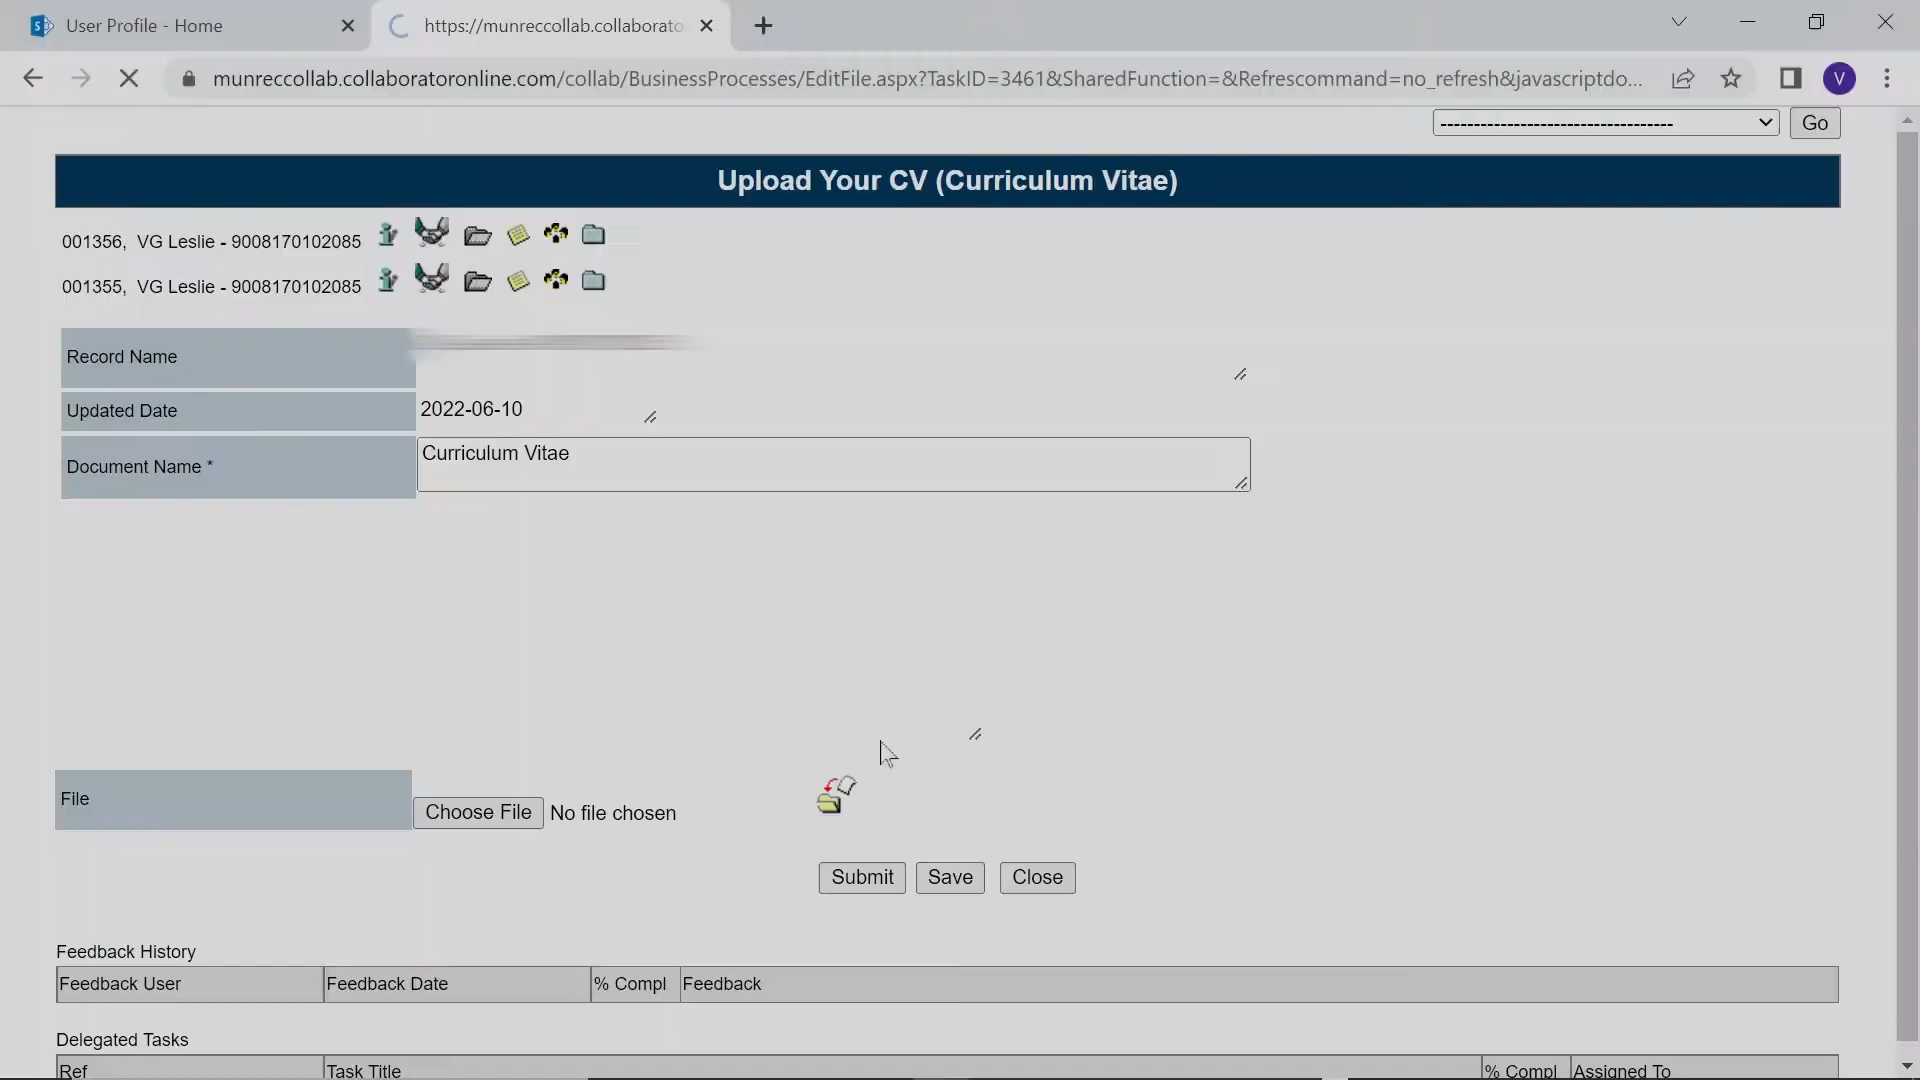 User Profile - Home
https://munreccollab.collaborato
munreccollab.collaboratoronline.com/collab/BusinessProcesses/EditFile.aspx?TaskID=3461&SharedFunction=&Refrescommand=no_refresh&javascriptdo...
V
----------------------------------- Go
Upload Your CV (Curriculum Vitae)
001356, VG Leslie - 9008170102085
001355, VG Leslie - 9008170102085
Record Name
Updated Date 2022-06-10
Document Name * Curriculum Vitae
File Choose File No file chosen
Submit Save Close
Feedback History
Feedback User Feedback Date % Compl Feedback
Delegated Tasks
Ref Task Title % Compl Assigned To